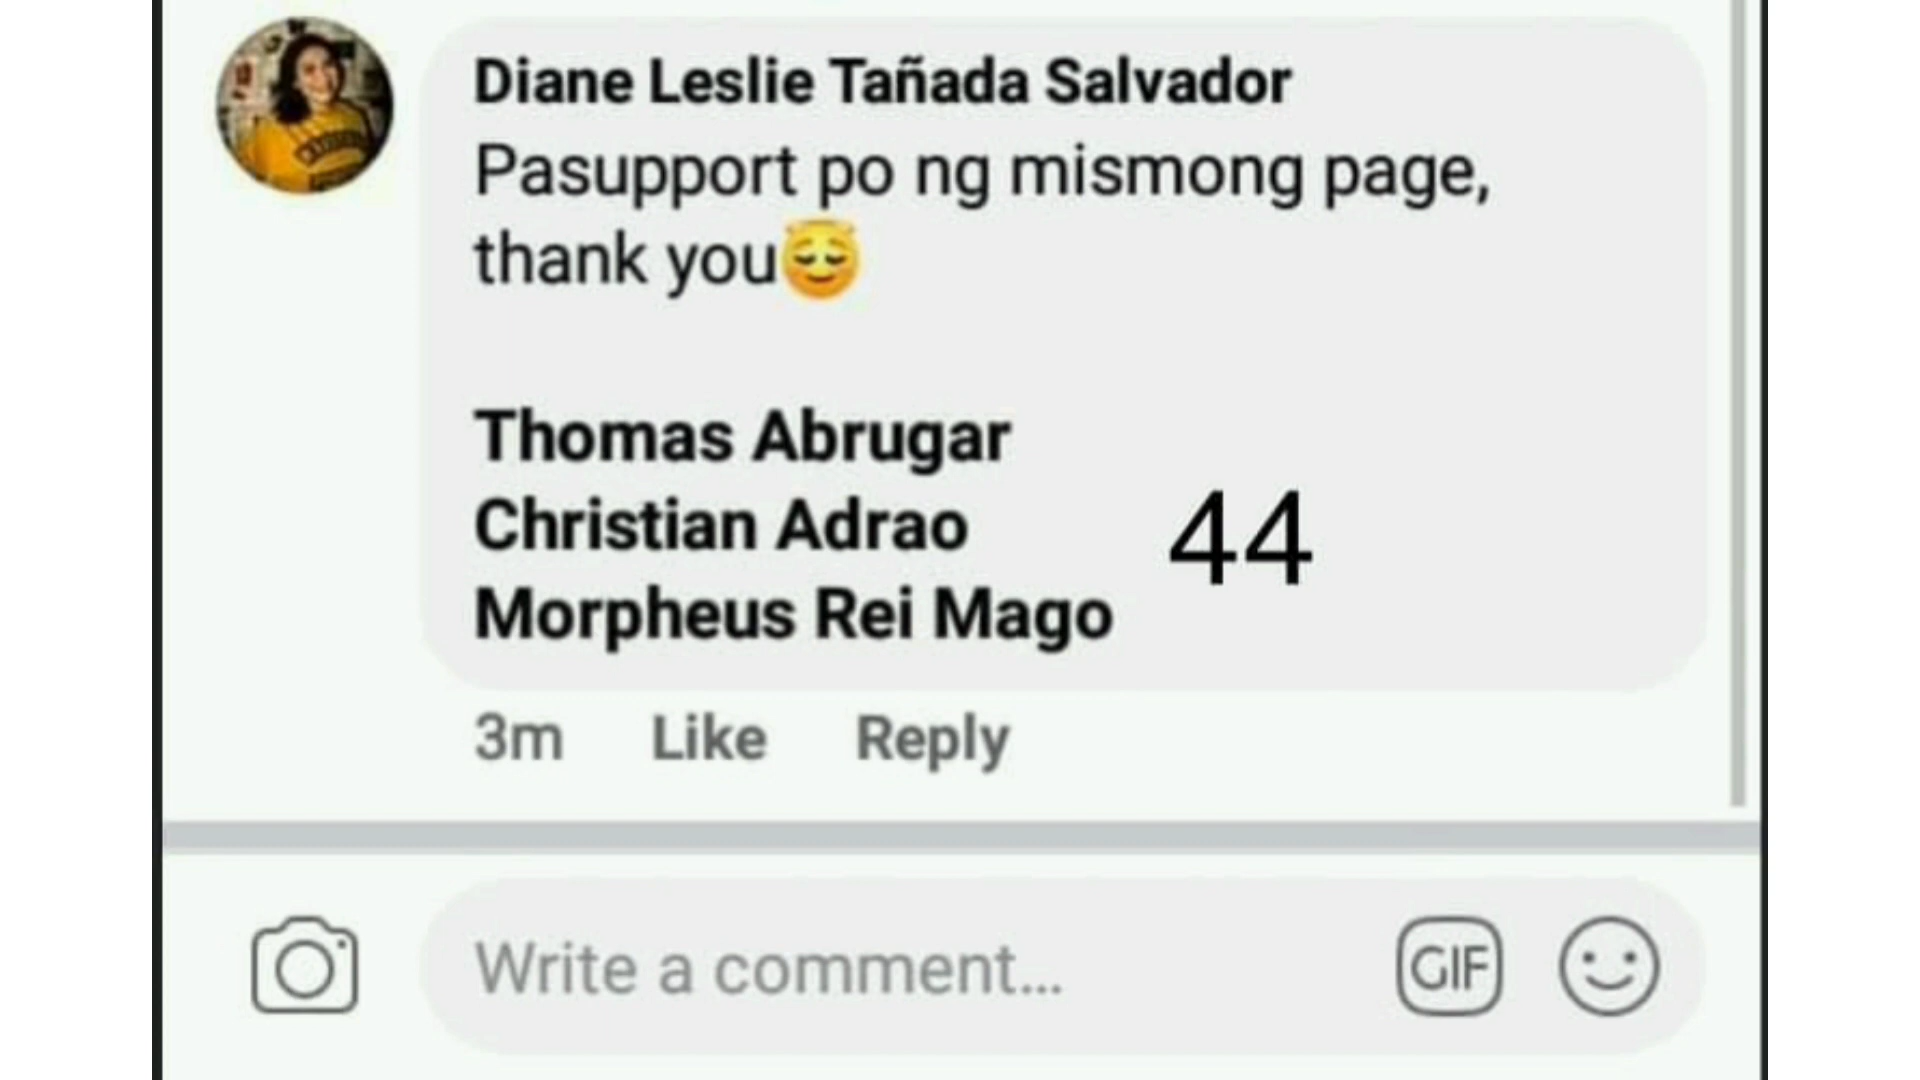 Diane Leslie Tañada Salvador
Pasupport po ng mismong page,
thank you😇
Thomas Abrugar
Christian Adrao
Morpheus Rei Mago
44
3m Like Reply
Write a comment...
GIF